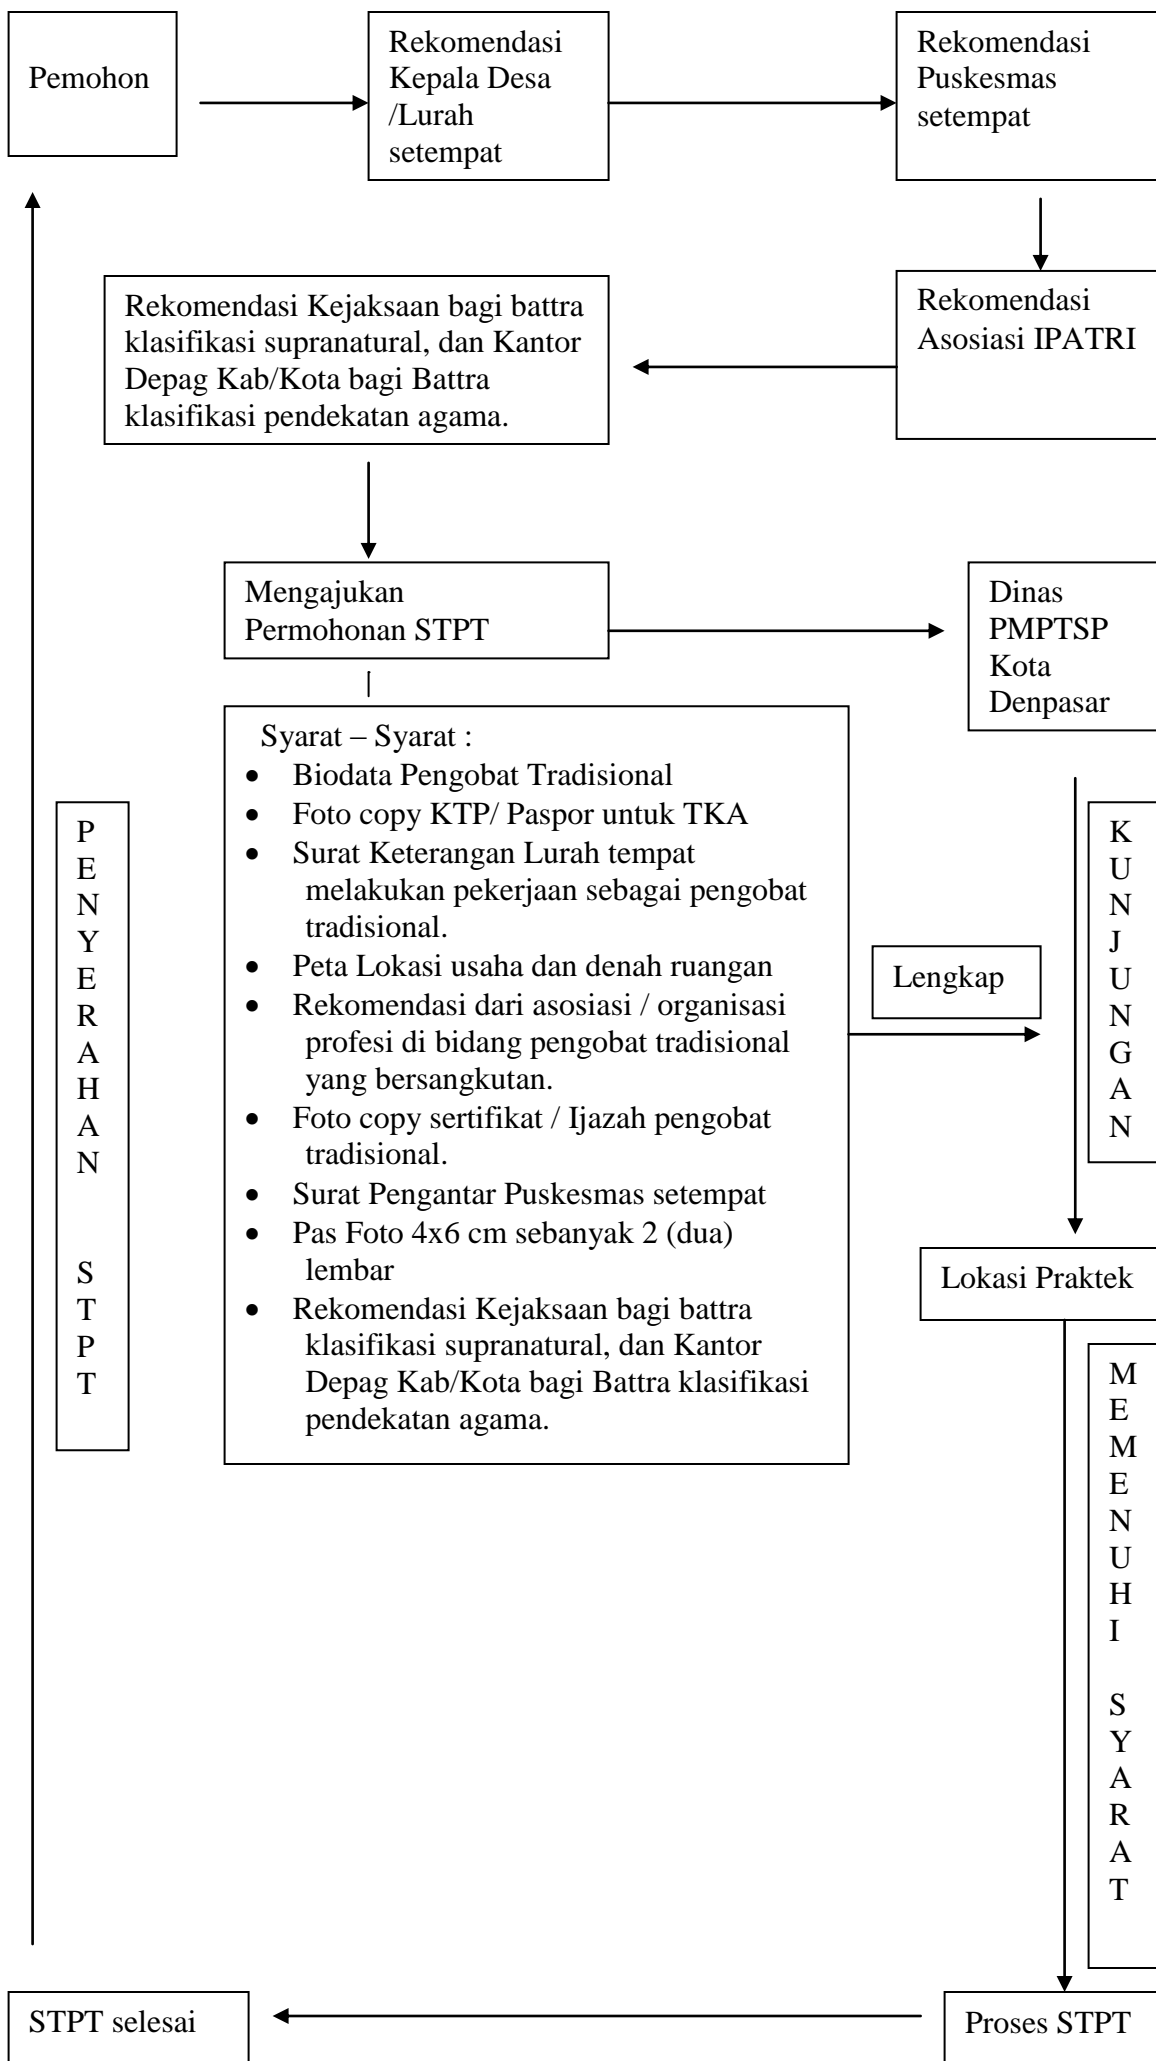 Pemohon
Rekomendasi
Kepala Desa
/Lurah
setempat
Rekomendasi
Puskesmas
setempat
Rekomendasi Kejaksaan bagi battra
klasifikasi supranatural, dan Kantor
Depag Kab/Kota bagi Battra
klasifikasi pendekatan agama.
Rekomendasi
Asosiasi IPATRI
Mengajukan
Permohonan STPT
Dinas
PMPTSP
Kota
Denpasar
Syarat – Syarat :
• Biodata Pengobat Tradisional
• Foto copy KTP/ Paspor untuk TKA
• Surat Keterangan Lurah tempat
melakukan pekerjaan sebagai pengobat
tradisional.
• Peta Lokasi usaha dan denah ruangan
• Rekomendasi dari asosiasi / organisasi
profesi di bidang pengobat tradisional
yang bersangkutan.
• Foto copy sertifikat / Ijazah pengobat
tradisional.
• Surat Pengantar Puskesmas setempat
• Pas Foto 4x6 cm sebanyak 2 (dua)
lembar
• Rekomendasi Kejaksaan bagi battra
klasifikasi supranatural, dan Kantor
Depag Kab/Kota bagi Battra klasifikasi
pendekatan agama.
Lengkap
KUNJUNGAN
Lokasi Praktek
MEMENUHI SYARAT
PENYERAHAN STPT
STPT selesai
Proses STPT